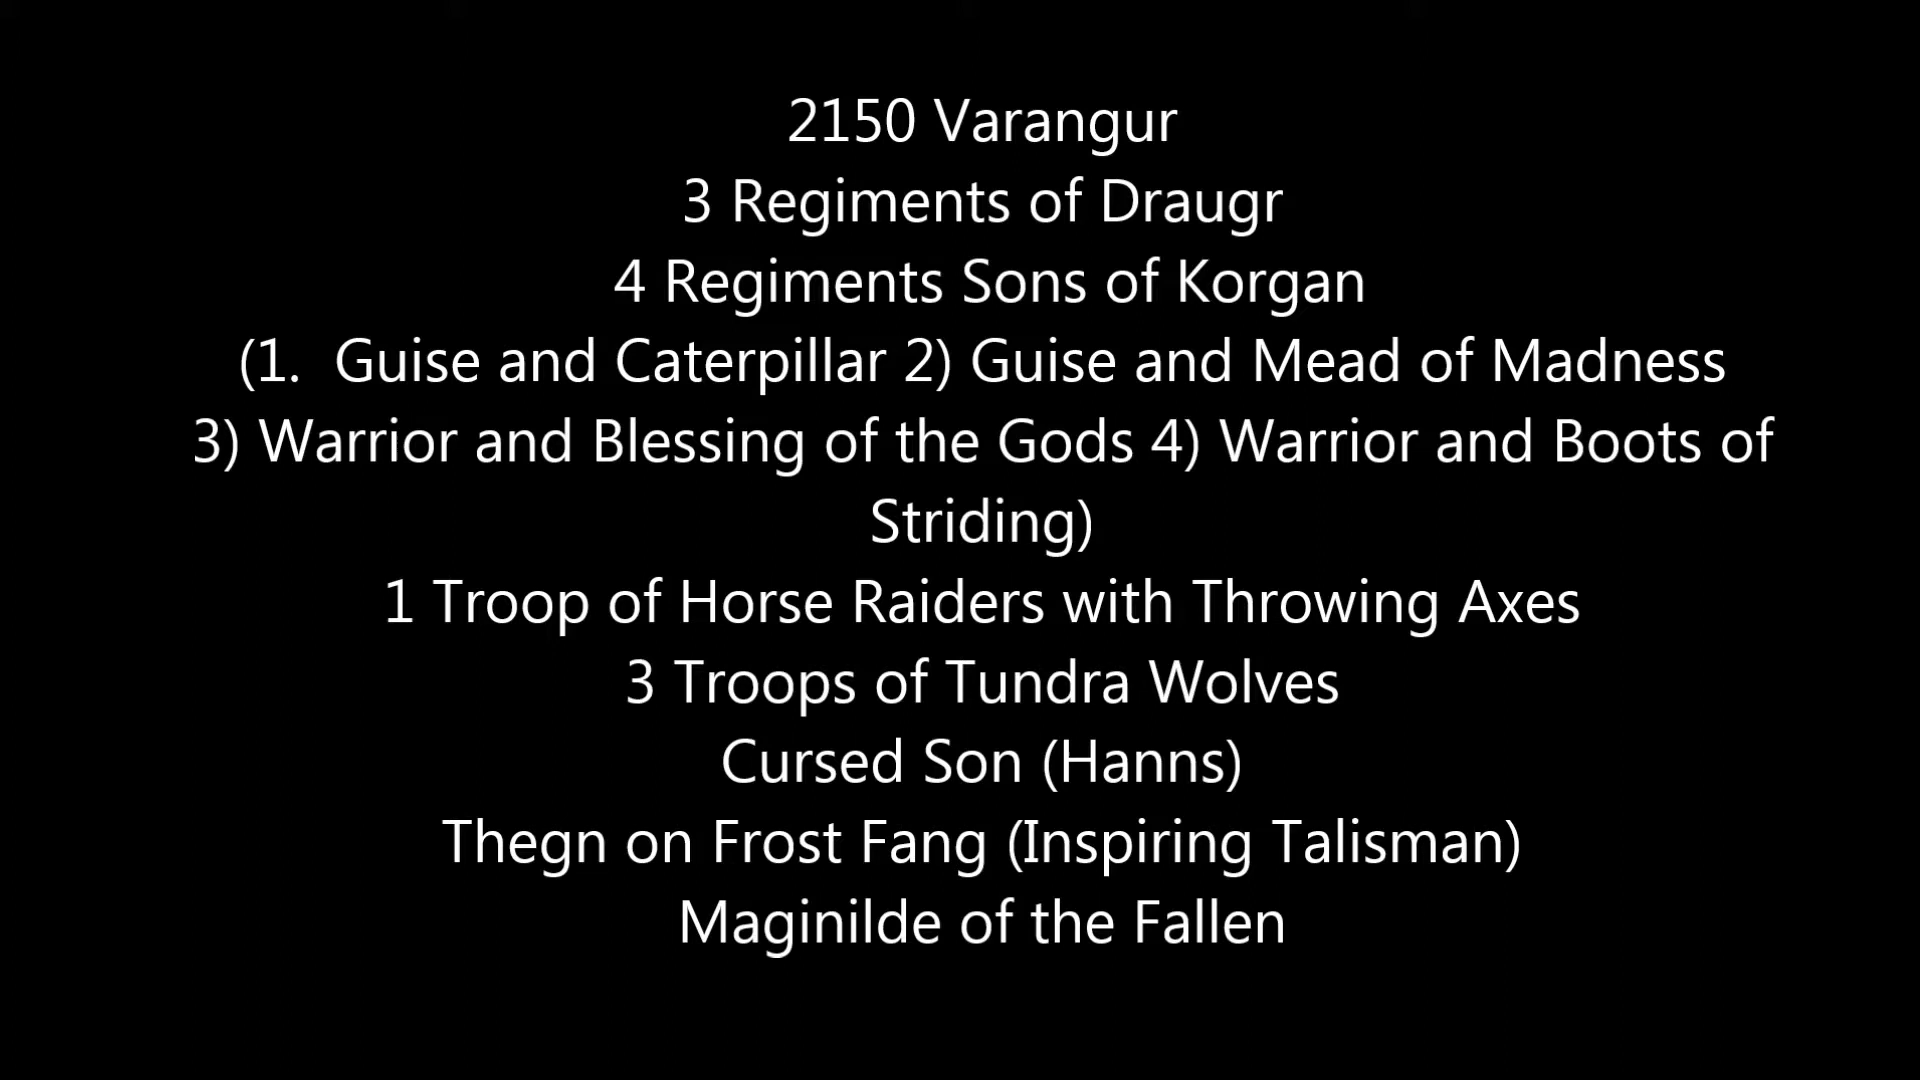 2150 Varangur
3 Regiments of Draugr
4 Regiments Sons of Korgan
(1.  Guise and Caterpillar 2) Guise and Mead of Madness
3) Warrior and Blessing of the Gods 4) Warrior and Boots of
Striding)
1 Troop of Horse Raiders with Throwing Axes
3 Troops of Tundra Wolves
Cursed Son (Hanns)
Thegn on Frost Fang (Inspiring Talisman)
Maginilde of the Fallen